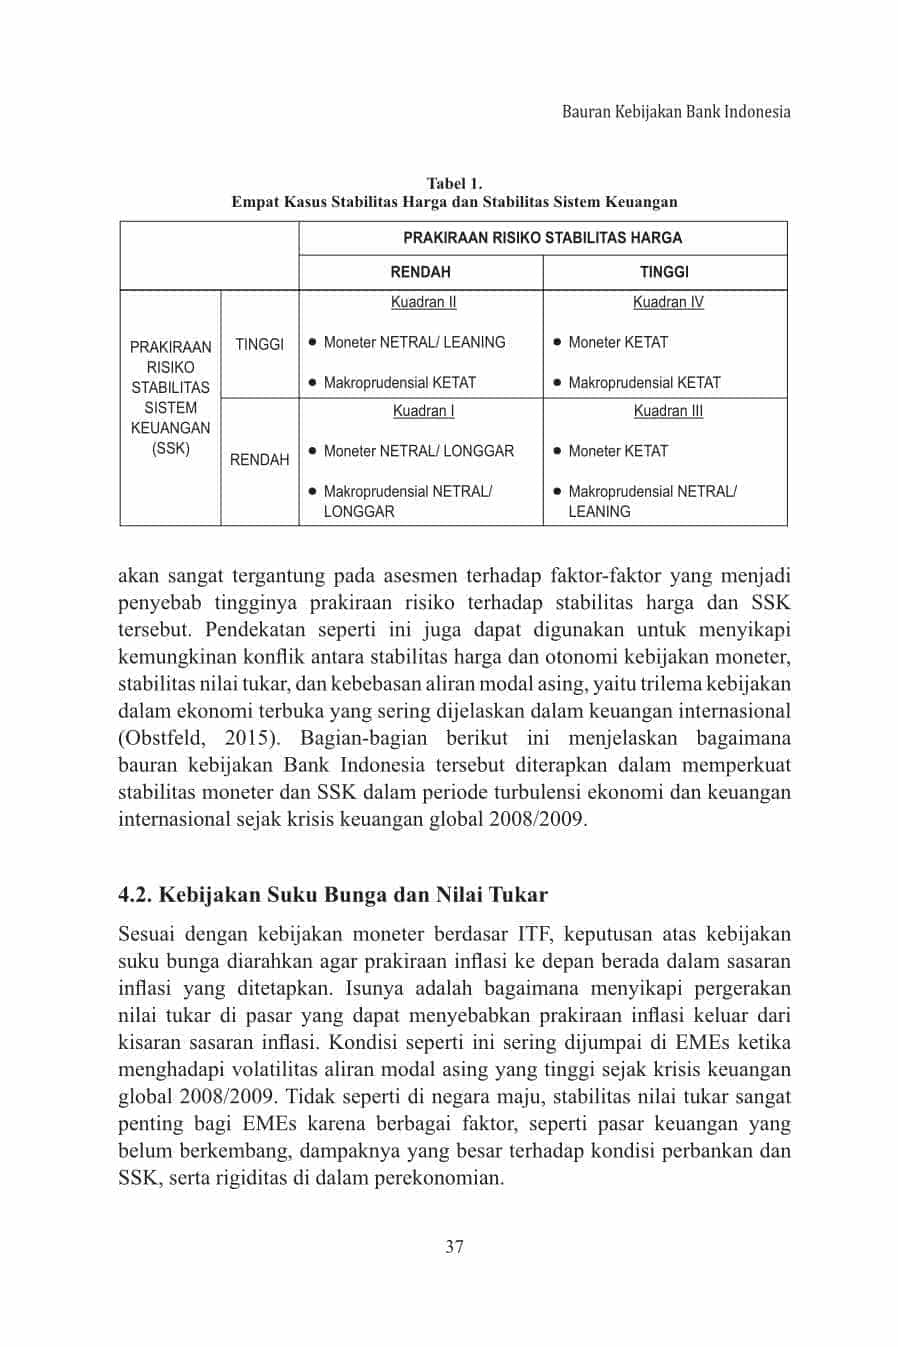 Bauran Kebijakan Bank Indonesia
Tabel 1.
Empat Kasus Stabilitas Harga dan Stabilitas Sistem Keuangan
PRAKIRAAN RISIKO STABILITAS HARGA
RENDAH
TINGGI
PRAKIRAAN
RISIKO
STABILITAS
SISTEM
KEUANGAN
(SSK)
TINGGI
Kuadran II
● Moneter NETRAL/ LEANING
● Makroprudensial KETAT
Kuadran IV
● Moneter KETAT
● Makroprudensial KETAT
RENDAH
Kuadran I
● Moneter NETRAL/ LONGGAR
● Makroprudensial NETRAL/
LONGGAR
Kuadran III
● Moneter KETAT
● Makroprudensial NETRAL/
LEANING
akan sangat tergantung pada asesmen terhadap faktor-faktor yang menjadi
penyebab tingginya prakiraan risiko terhadap stabilitas harga dan SSK
tersebut. Pendekatan seperti ini juga dapat digunakan untuk menyikapi
kemungkinan konflik antara stabilitas harga dan otonomi kebijakan moneter,
stabilitas nilai tukar, dan kebebasan aliran modal asing, yaitu trilema kebijakan
dalam ekonomi terbuka yang sering dijelaskan dalam keuangan internasional
(Obstfeld, 2015). Bagian-bagian berikut ini menjelaskan bagaimana
bauran kebijakan Bank Indonesia tersebut diterapkan dalam memperkuat
stabilitas moneter dan SSK dalam periode turbulensi ekonomi dan keuangan
internasional sejak krisis keuangan global 2008/2009.
4.2. Kebijakan Suku Bunga dan Nilai Tukar
Sesuai dengan kebijakan moneter berdasar ITF, keputusan atas kebijakan
suku bunga diarahkan agar prakiraan inflasi ke depan berada dalam sasaran
inflasi yang ditetapkan. Isunya adalah bagaimana menyikapi pergerakan
nilai tukar di pasar yang dapat menyebabkan prakiraan inflasi keluar dari
kisaran sasaran inflasi. Kondisi seperti ini sering dijumpai di EMEs ketika
menghadapi volatilitas aliran modal asing yang tinggi sejak krisis keuangan
global 2008/2009. Tidak seperti di negara maju, stabilitas nilai tukar sangat
penting bagi EMEs karena berbagai faktor, seperti pasar keuangan yang
belum berkembang, dampaknya yang besar terhadap kondisi perbankan dan
SSK, serta rigiditas di dalam perekonomian.
37